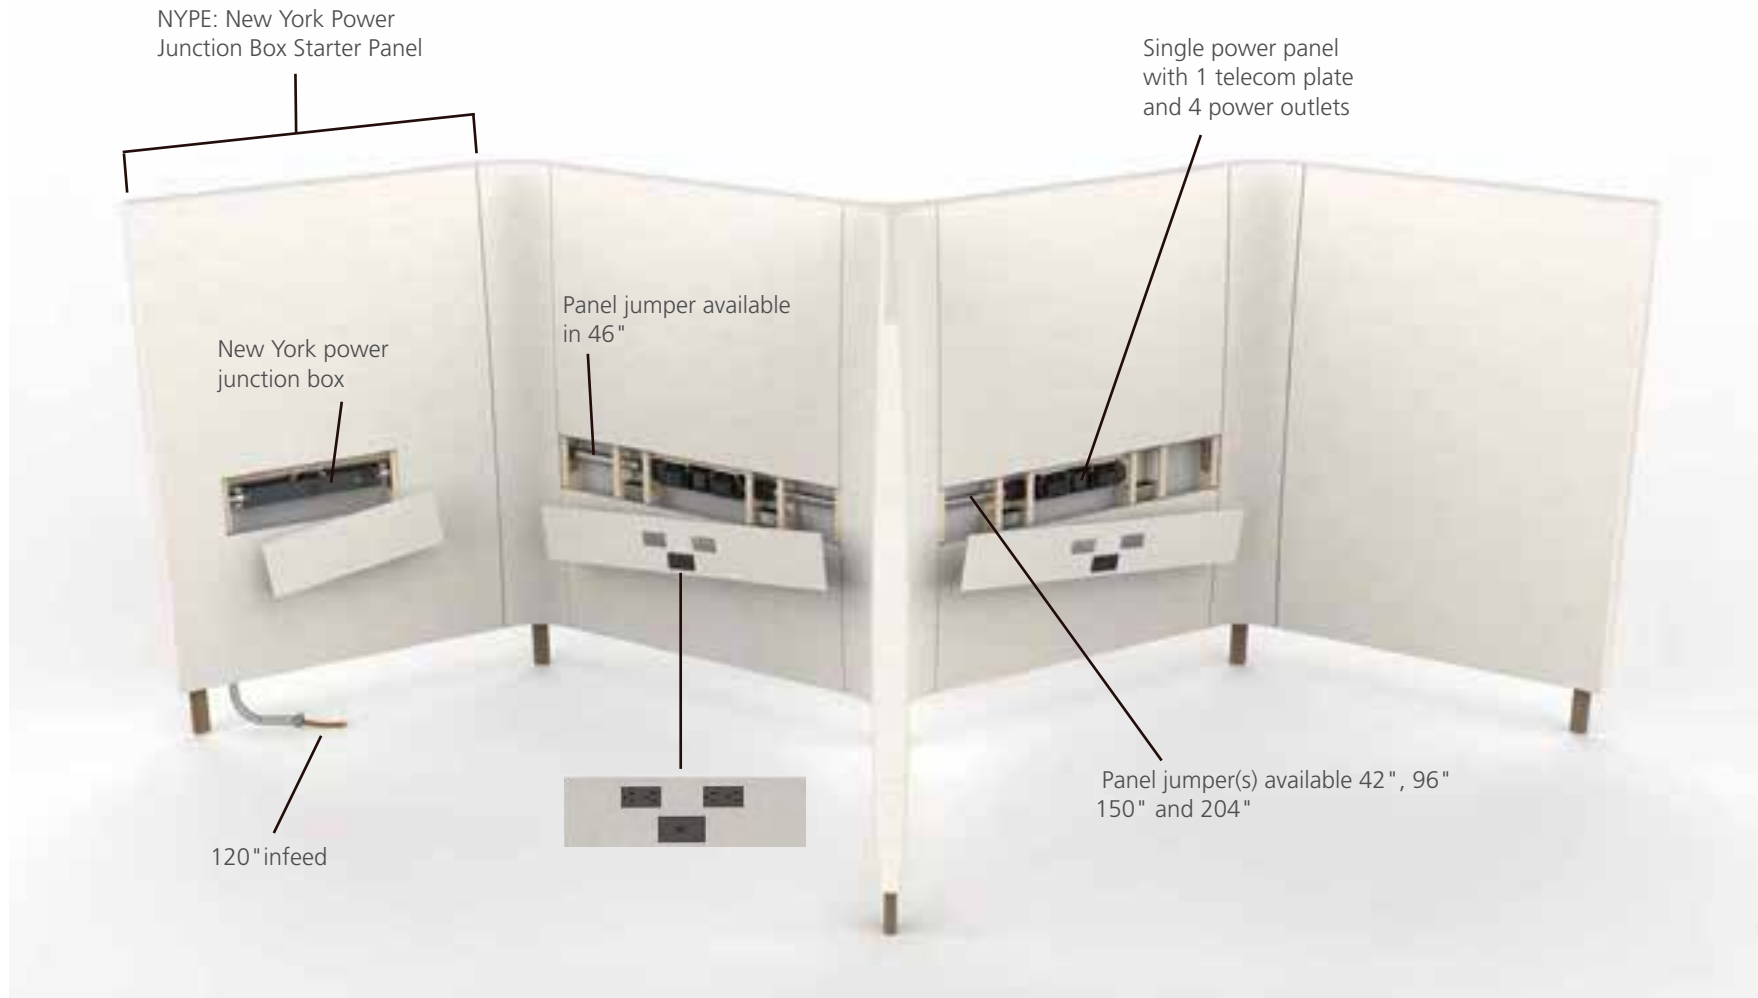 NYPE: New York Power
Junction Box Starter Panel
Single power panel
with 1 telecom plate
and 4 power outlets
Panel jumper available
in 46"
New York power
junction box
Panel jumper(s) available 42", 96"
150" and 204"
120"infeed